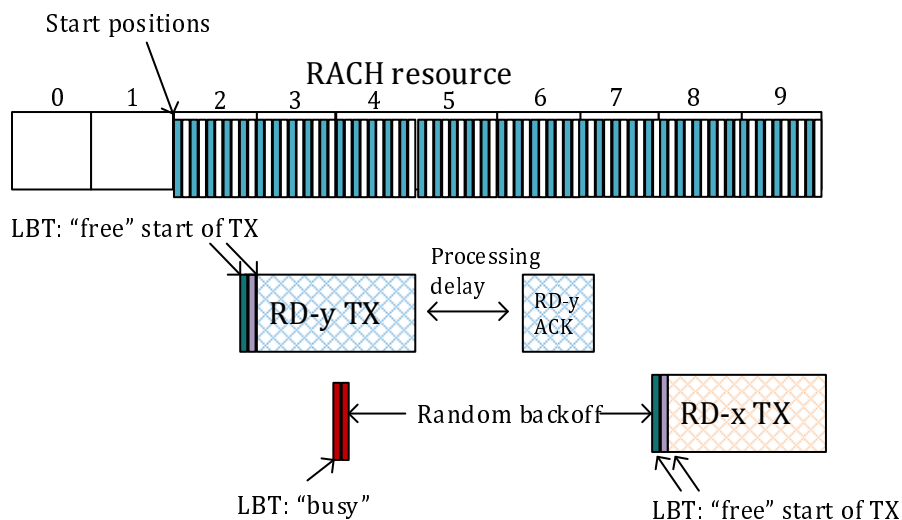 Start positions
RACH resource
0 1 2 3 4 5 6 7 8 9
LBT: “free” start of TX
Processing
delay
RD-y TX
RD-y
ACK
Random backoff
RD-x TX
LBT: “busy”
LBT: “free” start of TX